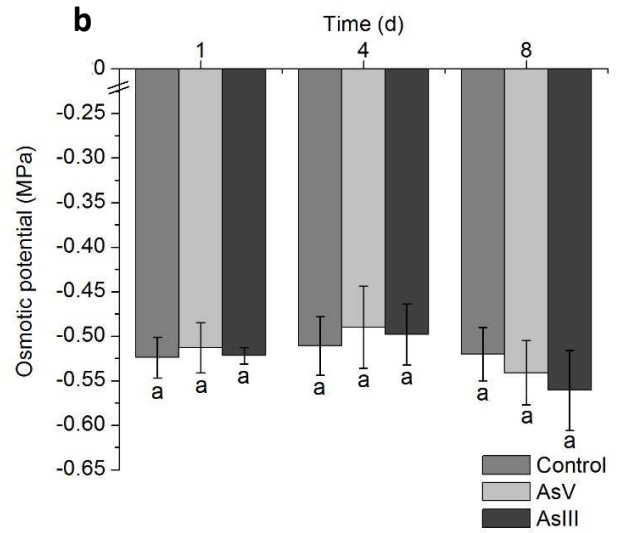 b
Time (d)
1 4 8
0
-0.25
-0.30
-0.35
-0.40
-0.45
-0.50
-0.55
-0.60
-0.65
Osmotic potential (MPa)
a a a a a a a a a
Control
AsV
AsIII